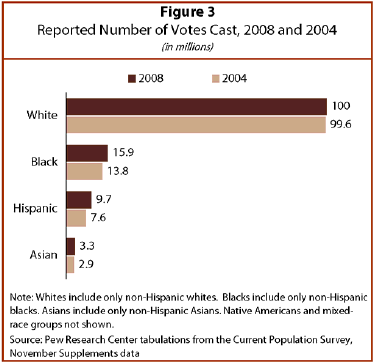 Figure 3
Reported Number of Votes Cast, 2008 and 2004
(in millions)
2008 2004
White 100
99.6
Black 15.9
13.8
Hispanic 9.7
7.6
Asian 3.3
2.9
Note: Whites include only non-Hispanic whites. Blacks include only non-Hispanic
blacks. Asians include only non-Hispanic Asians. Native Americans and mixed-
race groups not shown.
Source: Pew Research Center tabulations from the Current Population Survey,
November Supplements data